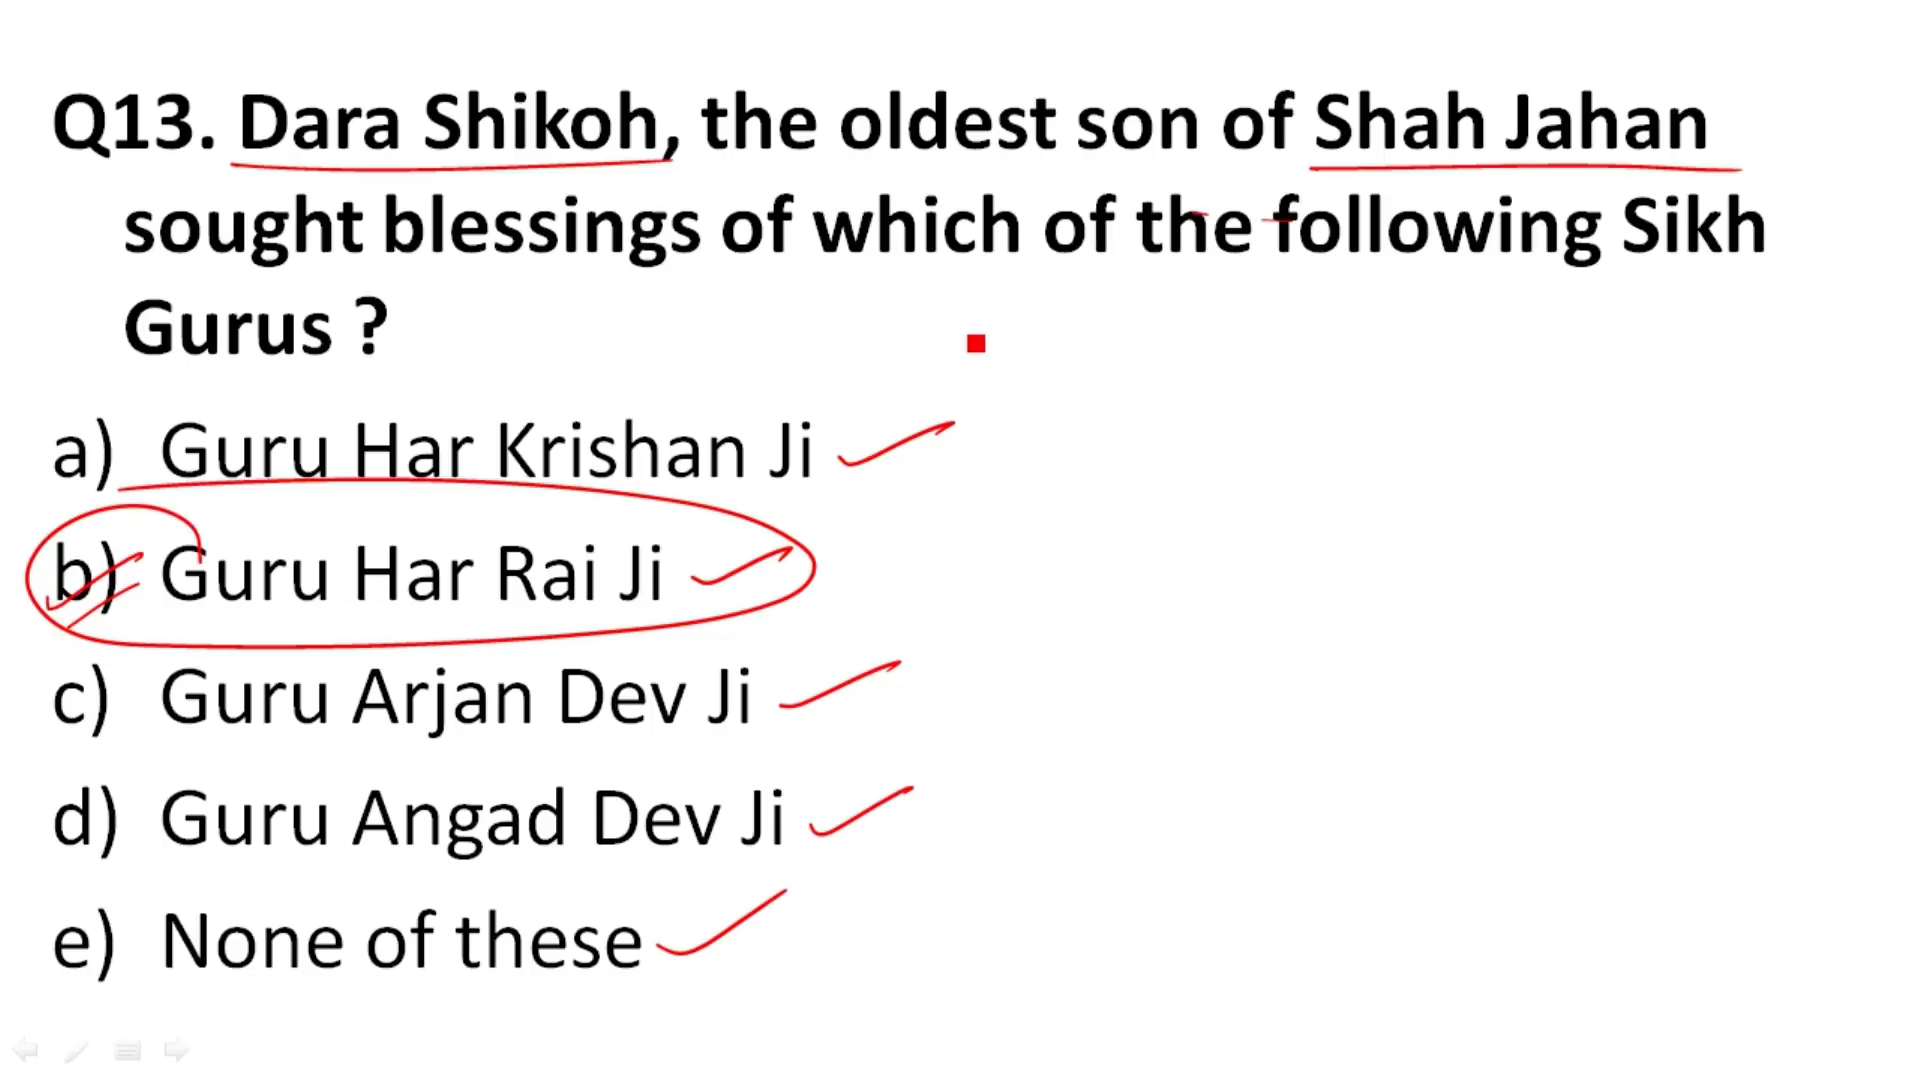 Q13. Dara Shikoh, the oldest son of Shah Jahan
sought blessings of which of the following Sikh
Gurus ?
a) Guru Har Krishan Ji
b) Guru Har Rai Ji
c) Guru Arjan Dev Ji
d) Guru Angad Dev Ji
e) None of these